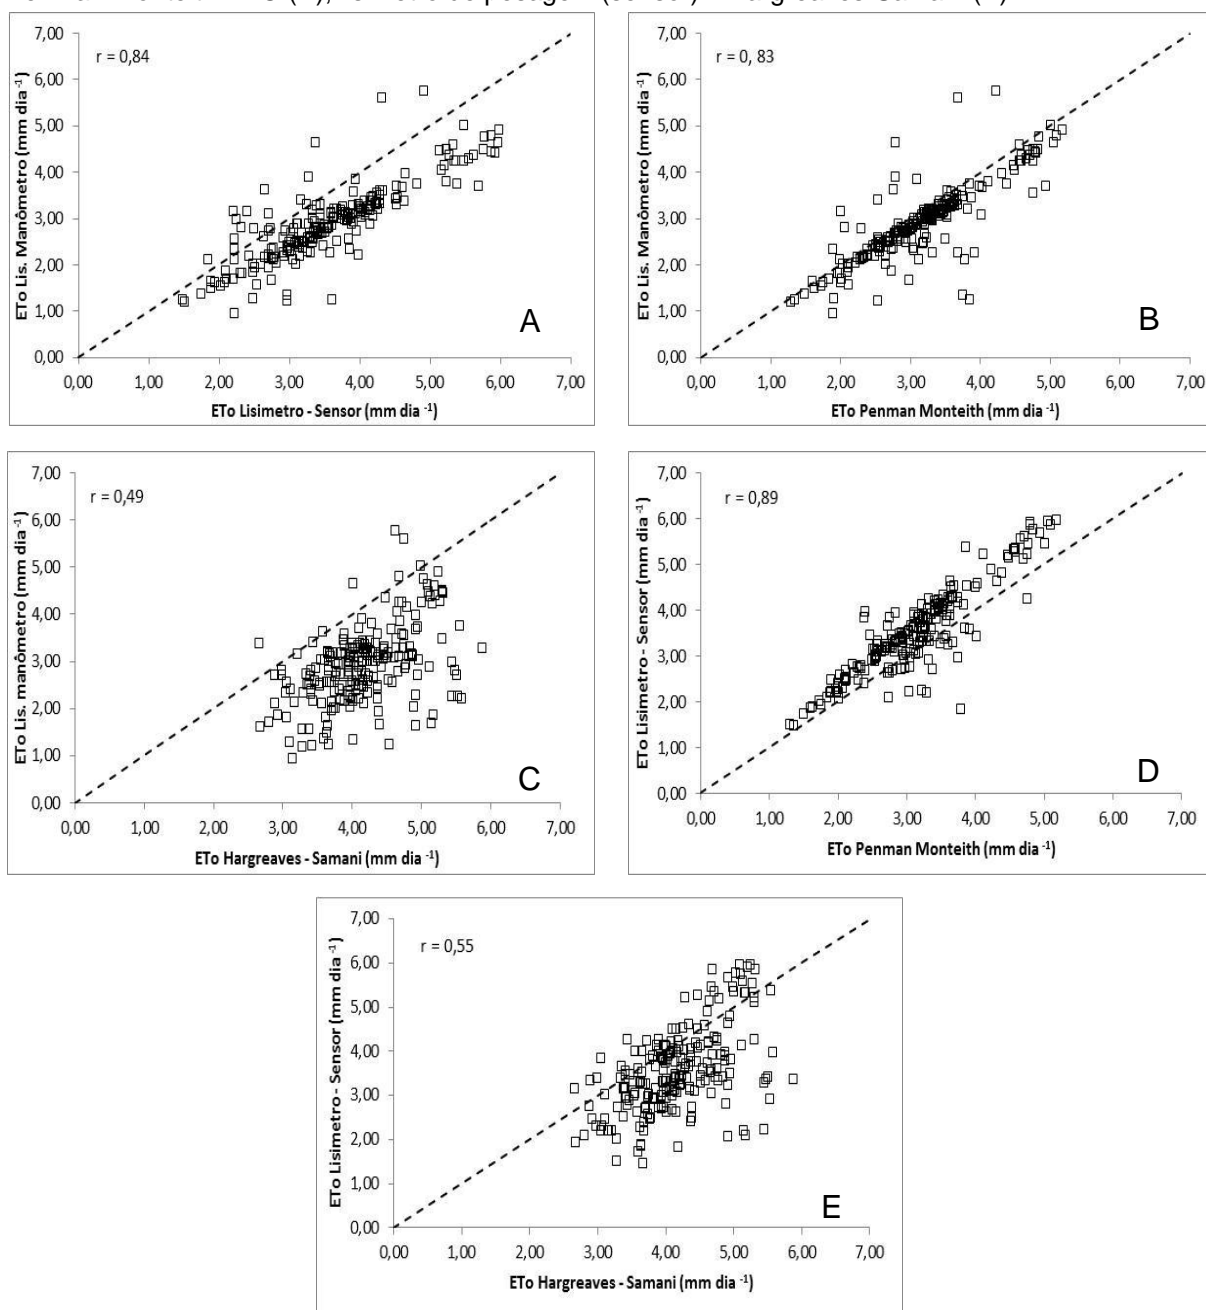 de pesagem (sensor)
r = 0,84
ETo Lis. Manômetro (mm dia -1)
7,00
6,00
5,00
4,00
3,00
2,00
1,00
0,00
A
0,00 1,00 2,00 3,00 4,00 5,00 6,00 7,00
ETo Lisimetro - Sensor (mm dia -1)
r = 0, 83
ETo Lis. Manômetro (mm dia -1)
7,00
6,00
5,00
4,00
3,00
2,00
1,00
0,00
B
0,00 1,00 2,00 3,00 4,00 5,00 6,00 7,00
ETo Penman Monteith (mm dia -1)
r = 0,49
ETo Lis. manômetro (mm dia -1)
7,00
6,00
5,00
4,00
3,00
2,00
1,00
0,00
C
0,00 1,00 2,00 3,00 4,00 5,00 6,00 7,00
ETo Hargreaves - Samani (mm dia -1)
r = 0,89
ETo Lisimetro - Sensor (mm dia -1)
7,00
6,00
5,00
4,00
3,00
2,00
1,00
0,00
D
0,00 1,00 2,00 3,00 4,00 5,00 6,00 7,00
ETo Penman Monteith (mm dia -1)
r = 0,55
ETo Lisimetro - Sensor (mm dia -1)
7,00
6,00
5,00
4,00
3,00
2,00
1,00
0,00
E
0,00 1,00 2,00 3,00 4,00 5,00 6,00 7,00
ETo Hargreaves - Samani (mm dia -1)